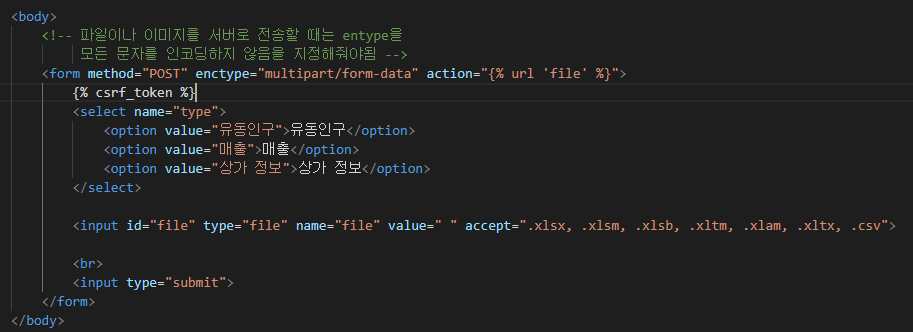 <body>
<!-- 파일이나 이미지를 서버로 전송할 때는 entype을
모든 문자를 인코딩하지 않음을 지정해줘야됨 -->
<form method="POST" enctype="multipart/form-data" action="{% url 'file' %}">
{% csrf_token %}
<select name="type">
<option value="유동인구">유동인구</option>
<option value="매출">매출</option>
<option value="상가 정보">상가 정보</option>
</select>
<input id="file" type="file" name="file" value=" " accept=".xlsx, .xlsm, .xlsb, .xltm, .xlam, .xltx, .csv">
<br>
<input type="submit">
</form>
</body>